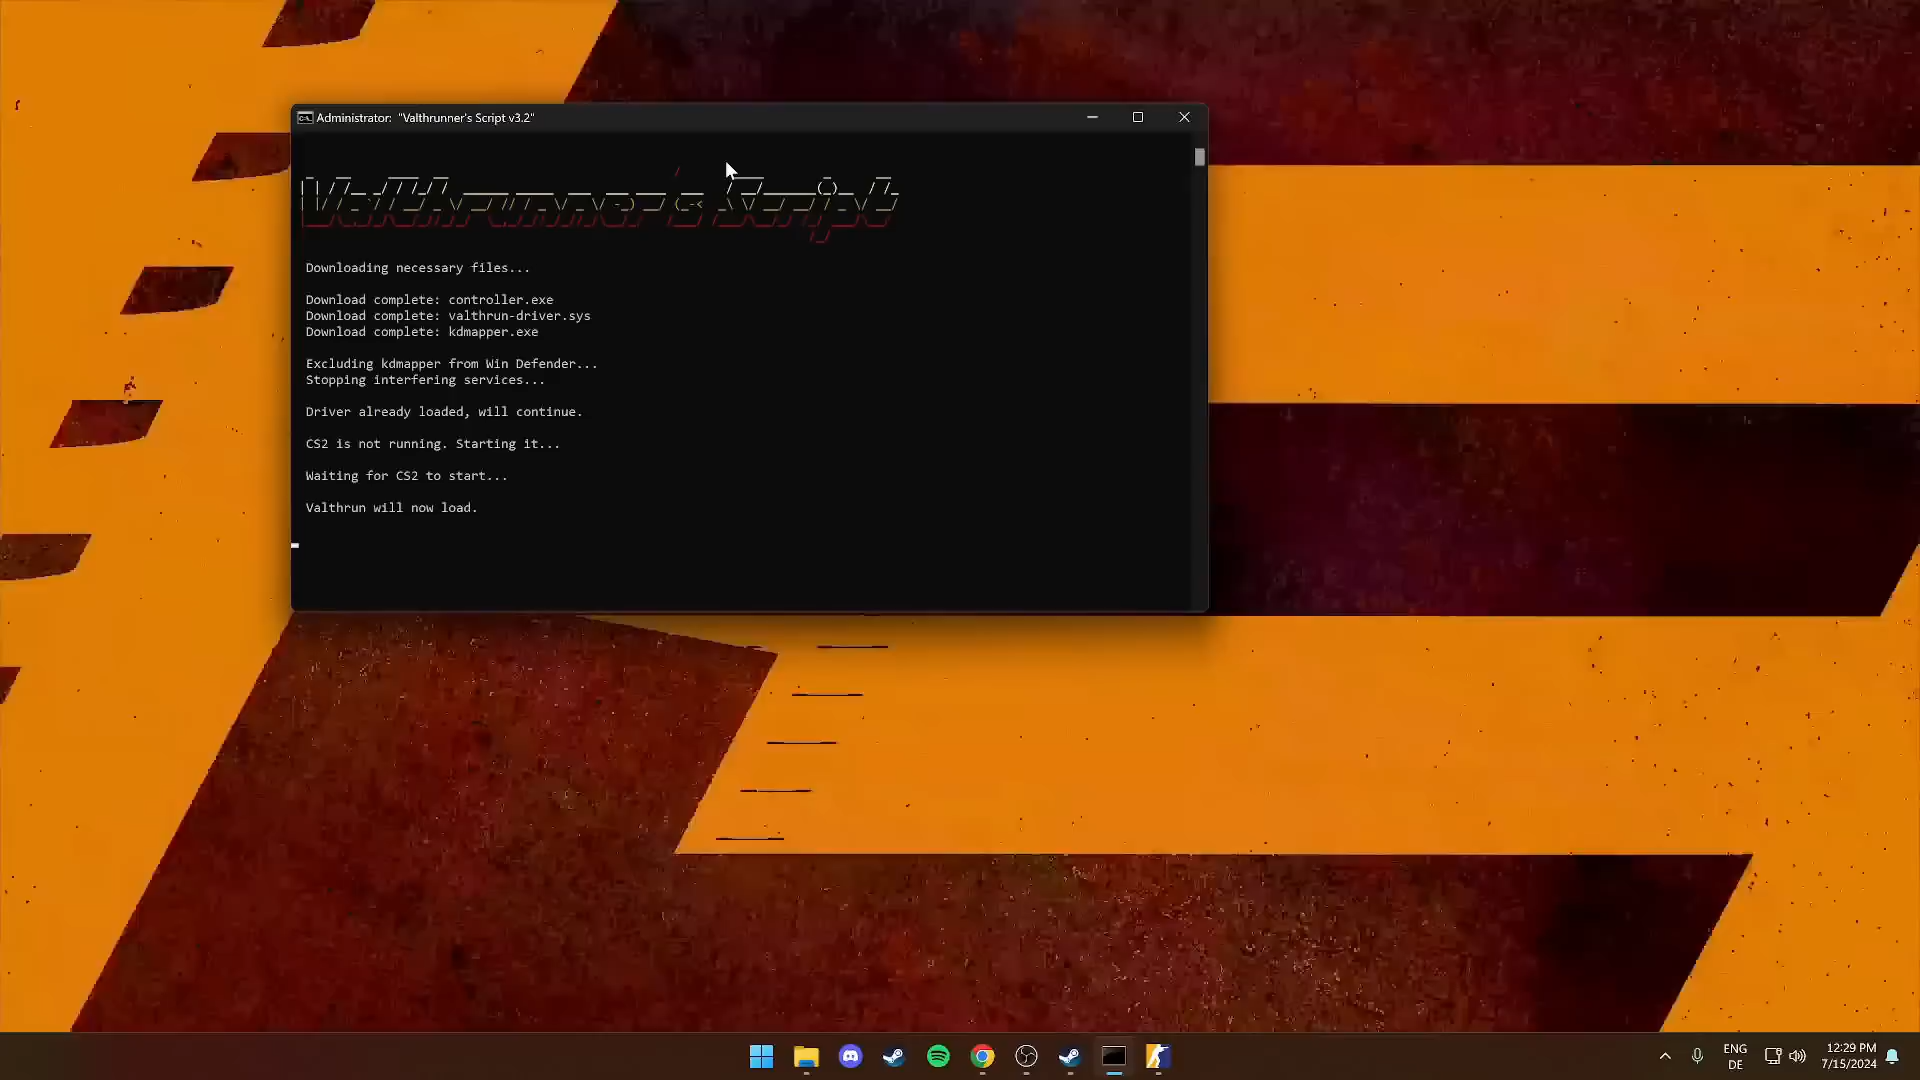 Administrator:  "Valthrunner's Script v3.2"
Valthrunner's Script
Downloading necessary files...
Download complete: controller.exe
Download complete: valthrun-driver.sys
Download complete: kdmapper.exe
Excluding kdmapper from Win Defender...
Stopping interfering services...
Driver already loaded, will continue.
CS2 is not running. Starting it...
Waiting for CS2 to start...
Valthrun will now load.
ENG
DE
12:29 PM
7/15/2024